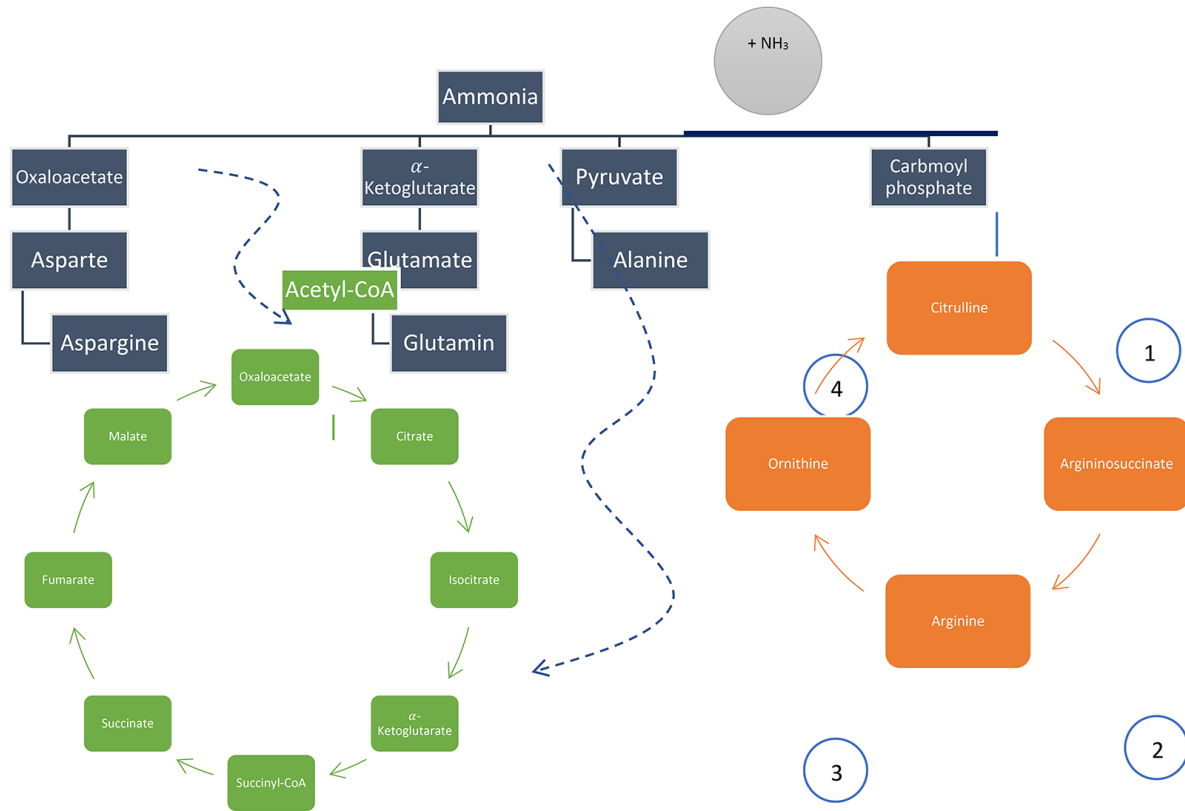 + NH₃
Ammonia
Oxaloacetate
α-
Ketoglutarate
Pyruvate
Carbmoyl
phosphate
Asparte
Glutamate
Alanine
Acetyl-CoA
Aspargine
Glutamin
Citrulline
1
4
Oxaloacetate
Malate
Citrate
Ornithine
Argininosuccinate
Fumarate
Isocitrate
Arginine
Succinate
α-
Ketoglutarate
Succinyl-CoA
3
2